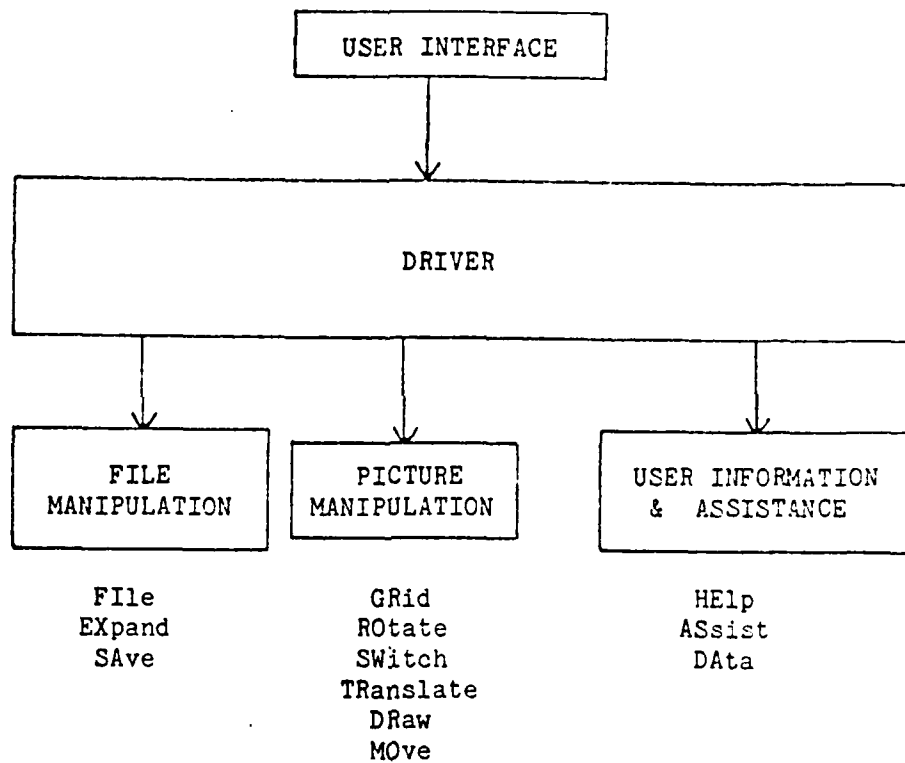 USER INTERFACE
DRIVER
FILE
MANIPULATION
PICTURE
MANIPULATION
USER INFORMATION
& ASSISTANCE
FIle
EXpand
SAve
GRid
ROtate
SWitch
TRanslate
DRaw
MOve
HElp
ASsist
DAta